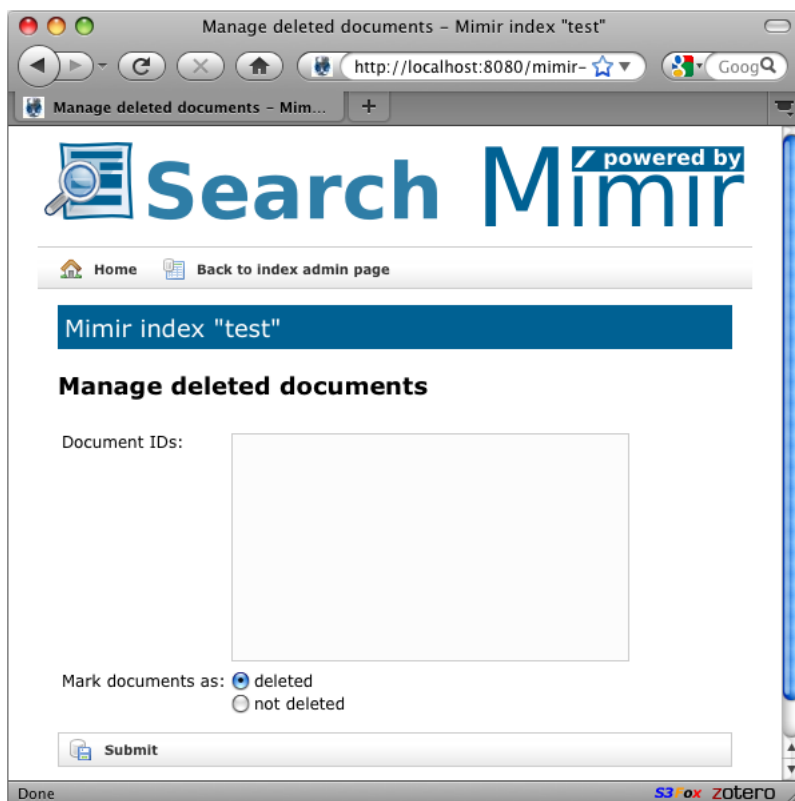 Manage deleted documents – Mimir index "test"
http://localhost:8080/mimir-
Goog
Manage deleted documents – Mim...
Search Mimir
powered by
Home Back to index admin page
Mimir index "test"
Manage deleted documents
Document IDs:
Mark documents as: deleted
not deleted
Submit
Done S3Fox zotero